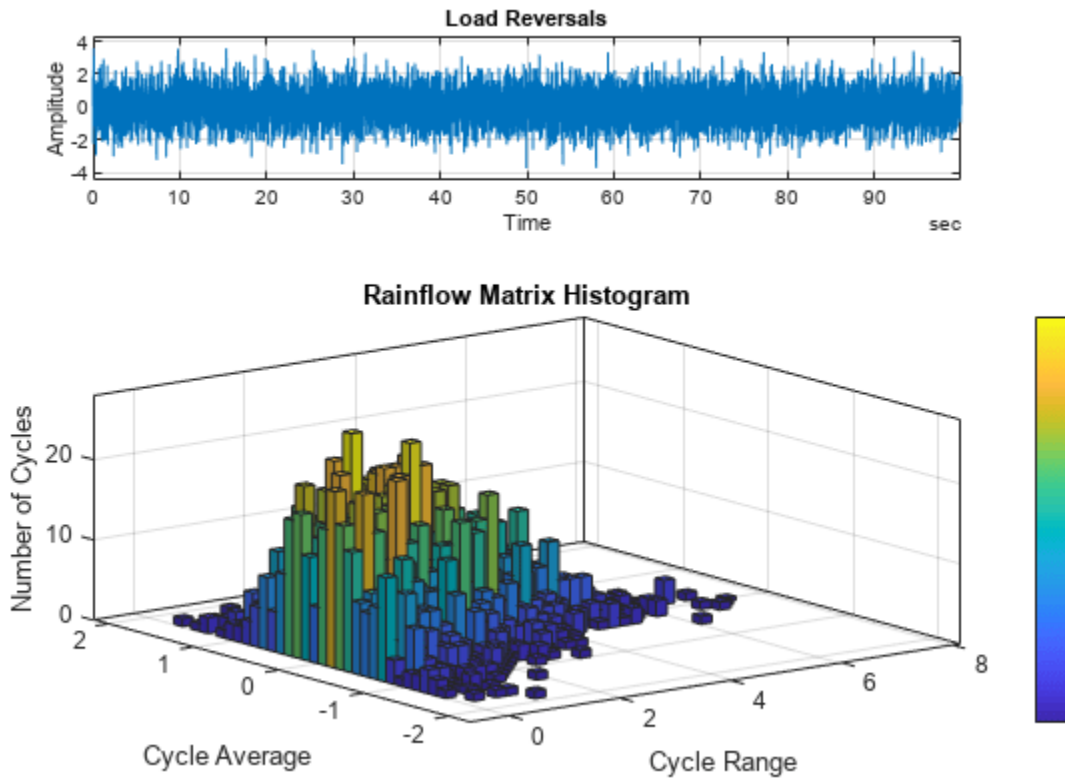 Load Reversals
Amplitude
4
2
0
-2
-4
0 10 20 30 40 50 60 70 80 90
Time
sec
Rainflow Matrix Histogram
Number of Cycles
20
10
0
2
1
0
-1
-2
Cycle Average
0
2
4
6
8
Cycle Range